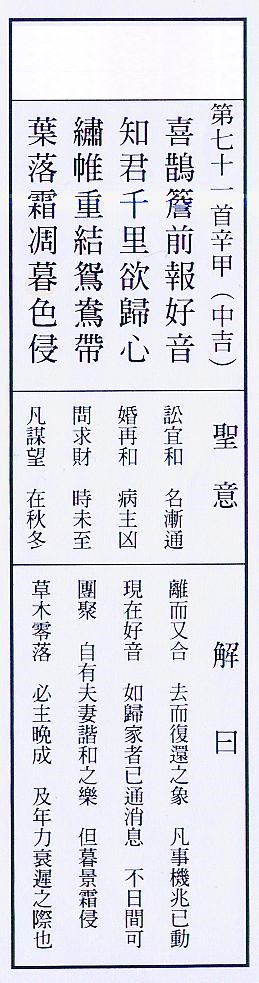 第七十一首辛甲（中吉）
喜鵲簷前報好音
知君千里欲歸心
繡帷重結鴛鴦帶
葉落霜凋暮色侵
聖意
訟宜和　名漸通
婚再和　病主凶
問求財　時未至
凡謀望　在秋冬
解曰
離而又合　去而復還之象　凡事機兆已動
現在好音　如歸家者已通消息　不日間可
團聚　自有夫妻諧和之樂　但暮景霜侵
草木零落　必主晚成　及年力衰遲之際也